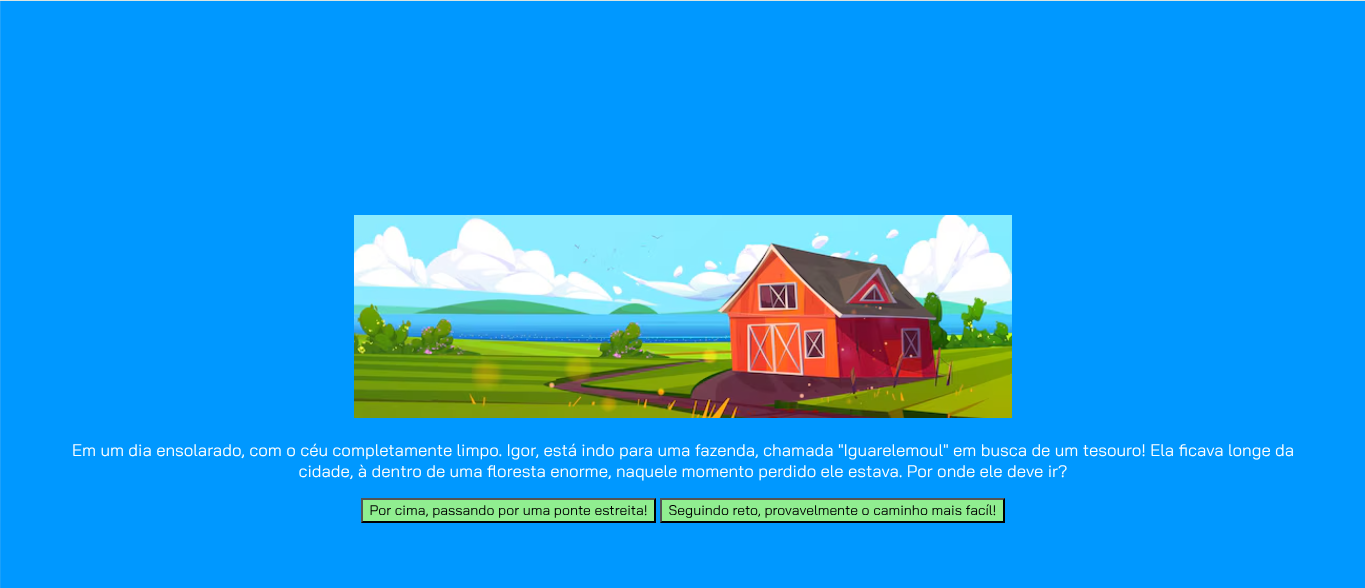 Em um dia ensolarado, com o céu completamente limpo. Igor, está indo para uma fazenda, chamada "Iguarelemoul" em busca de um tesouro! Ela ficava longe da
cidade, à dentro de uma floresta enorme, naquele momento perdido ele estava. Por onde ele deve ir?
Por cima, passando por uma ponte estreita! Seguindo reto, provavelmente o caminho mais facíl!